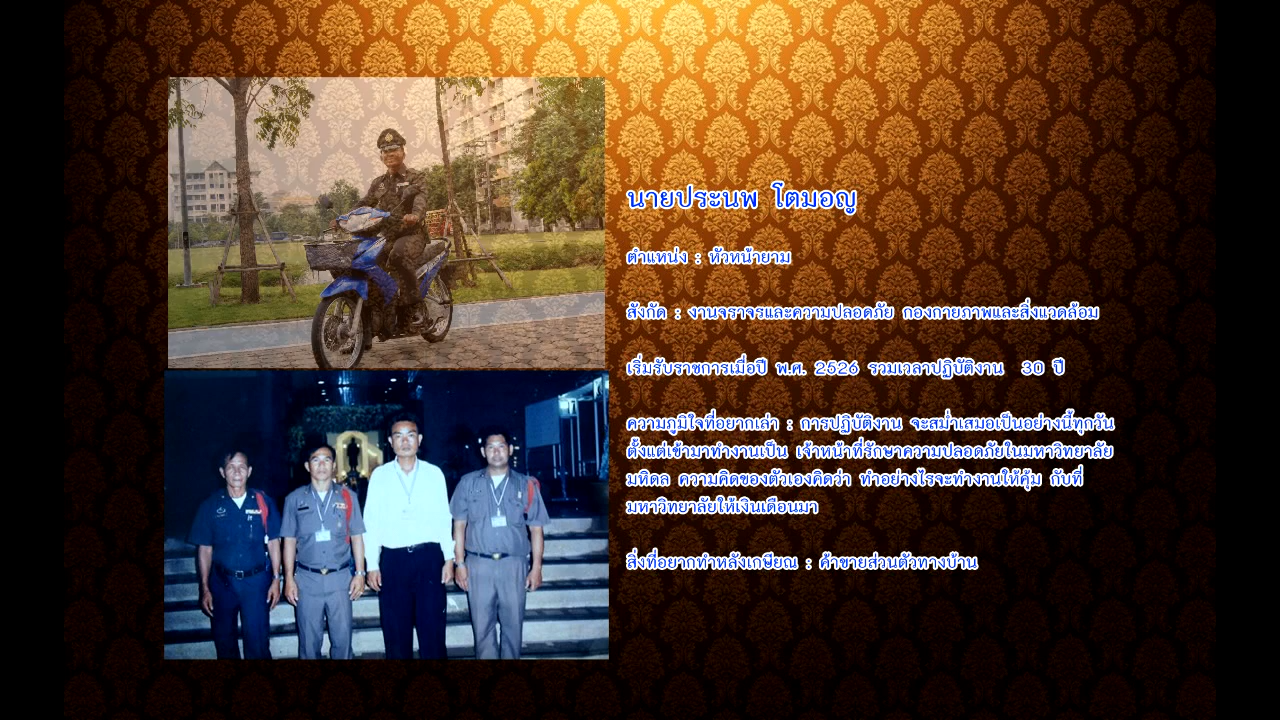 นายประนพ โตมอญ
ตำแหน่ง : หัวหน้ายาม
สังกัด : งานจราจรและความปลอดภัย กองกายภาพและสิ่งแวดล้อม
เริ่มรับราชการเมื่อปี พ.ศ. 2526 รวมเวลาปฏิบัติงาน 30 ปี
ความภูมิใจที่อยากเล่า : การปฏิบัติงาน จะสม่ำเสมอเป็นอย่างนี้ทุกวัน
ตั้งแต่เข้ามาทำงานเป็น เจ้าหน้าที่รักษาความปลอดภัยในมหาวิทยาลัย
มหิดล ความคิดของตัวเองคิดว่า ทำอย่างไรจะทำงานให้คุ้ม กับที่
มหาวิทยาลัยให้เงินเดือนมา
สิ่งที่อยากทำหลังเกษียณ : ค้าขายส่วนตัวทางบ้าน